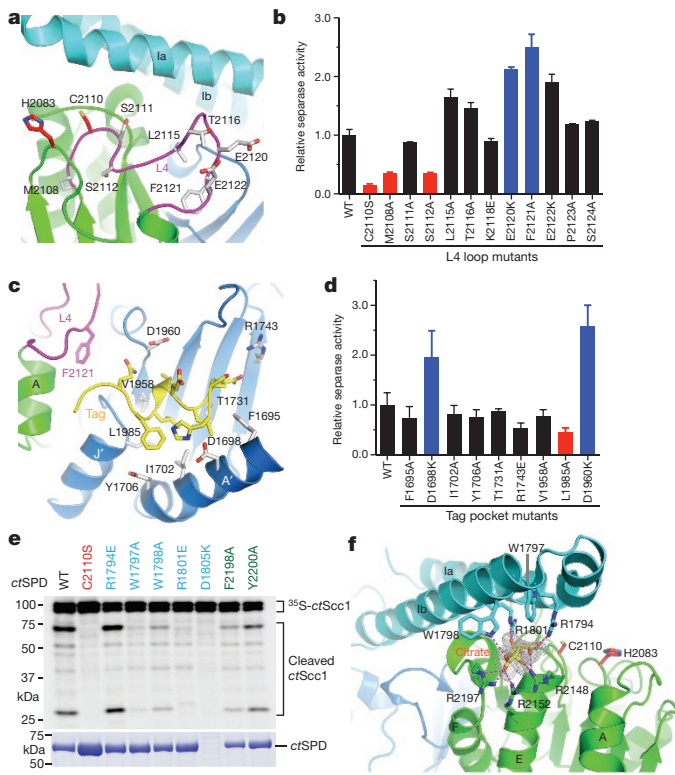 a
Ia
Ib
H2083
C2110
S2111
T2116
L2115
E2120
L4
M2108
S2112
F2121
E2122
b
Relative separase activity
3.0
2.0
1.0
0.0
WT
C2110S
M2108A
S2111A
S2112A
L2115A
T2116A
K2118E
E2120K
F2121A
E2122K
P2123A
S2124A
L4 loop mutants
c
L4
D1960
R1743
F2121
A
V1958
T1731
Tag
F1695
L1985
D1698
J′
I1702
A′
Y1706
d
Relative separase activity
3.0
2.0
1.0
0.0
WT
F1695A
D1698K
I1702A
Y1706A
T1731A
R1743E
V1958A
L1985A
D1960K
Tag pocket mutants
e
ctSPD
WT
C2110S
R1794E
W1797A
W1798A
R1801E
D1805K
F2198A
Y2200A
100
75
50
37
kDa
25
35S-ctScc1
Cleaved
ctScc1
75
kDa
50
ctSPD
f
W1797
Ia
Ib
R1801
R1794
W1798
C2110
H2083
Citrate
R2197
R2148
R2152
F
E
A